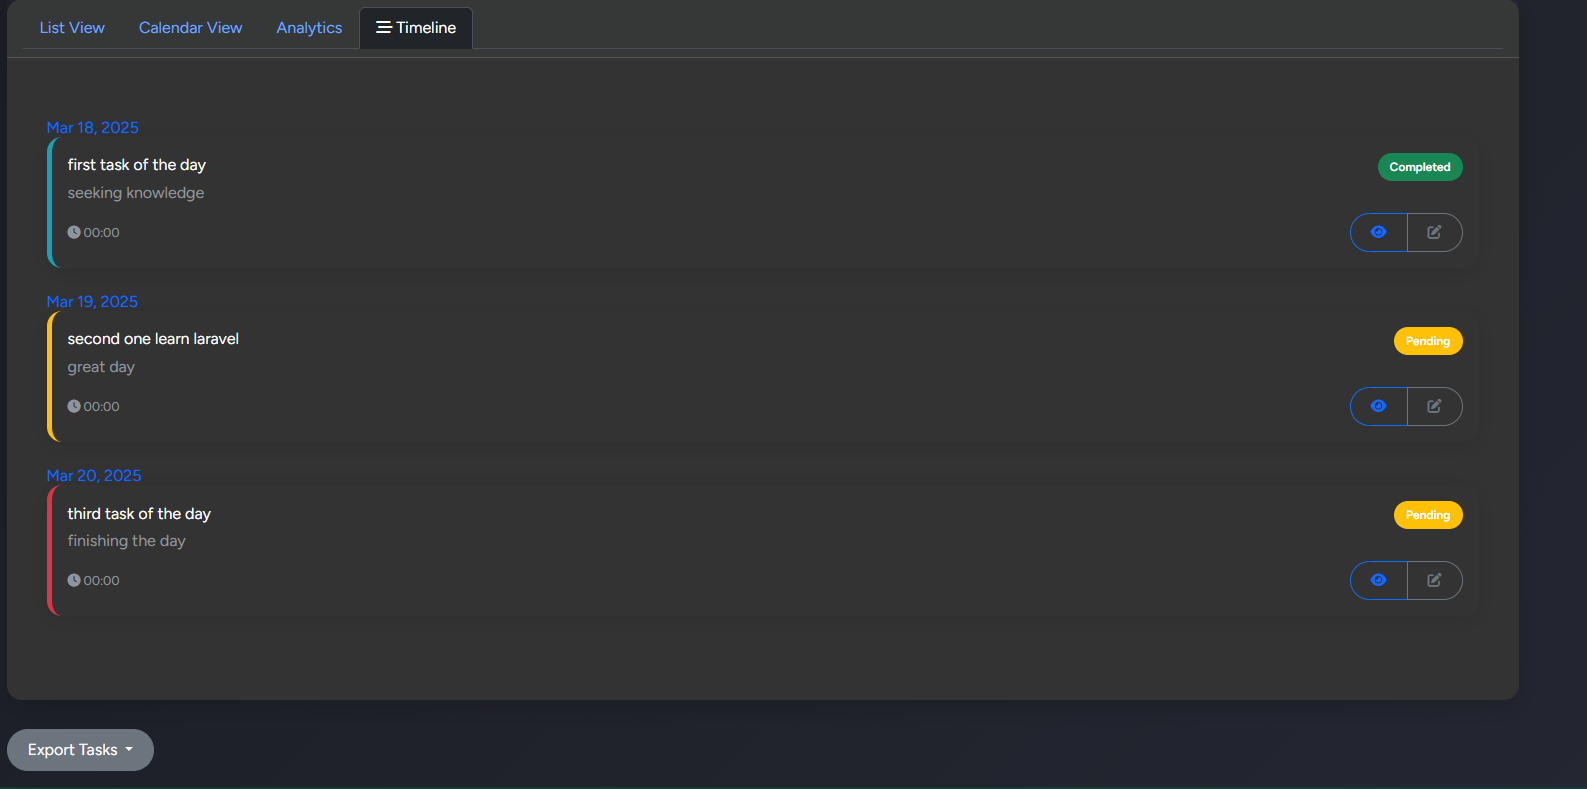 List View Calendar View Analytics Timeline
Mar 18, 2025
first task of the day Completed
seeking knowledge
00:00
Mar 19, 2025
second one learn laravel Pending
great day
00:00
Mar 20, 2025
third task of the day Pending
finishing the day
00:00
Export Tasks